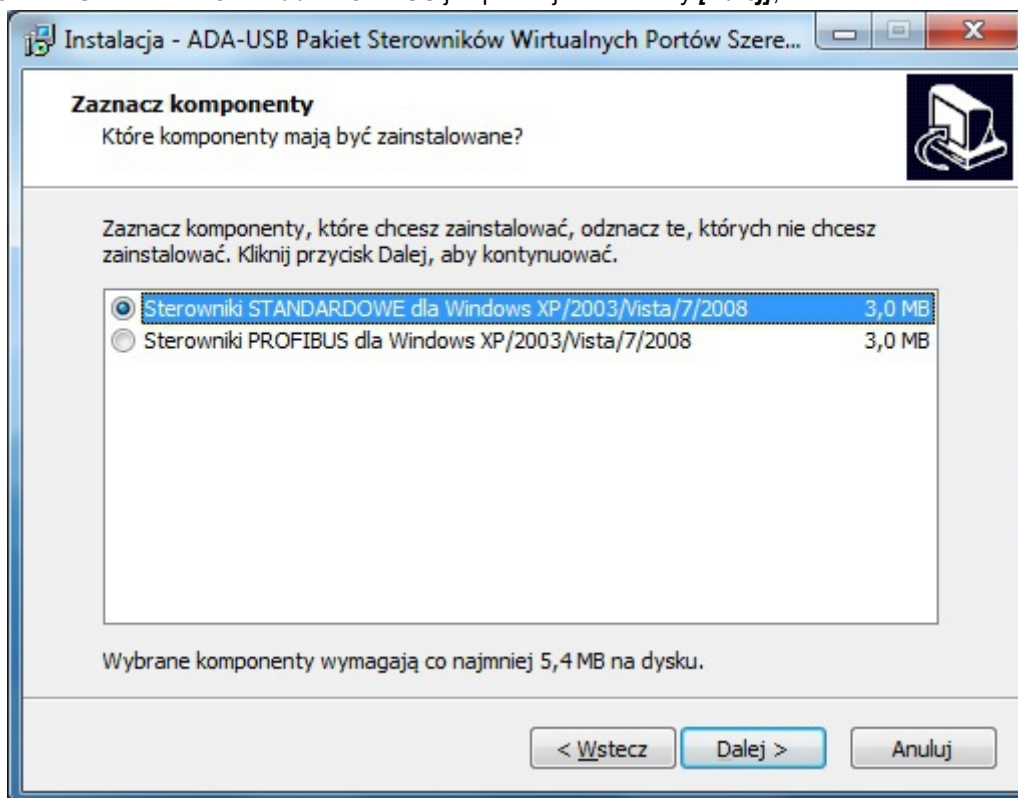 Instalacja - ADA-USB Pakiet Sterowników Wirtualnych Portów Szere...
Zaznacz komponenty
Które komponenty mają być zainstalowane?
Zaznacz komponenty, które chcesz zainstalować, odznacz te, których nie chcesz
zainstalować. Kliknij przycisk Dalej, aby kontynuować.
Sterowniki STANDARDOWE dla Windows XP/2003/Vista/7/2008 3,0 MB
Sterowniki PROFIBUS dla Windows XP/2003/Vista/7/2008 3,0 MB
Wybrane komponenty wymagają co najmniej 5,4 MB na dysku.
< Wstecz Dalej > Anuluj